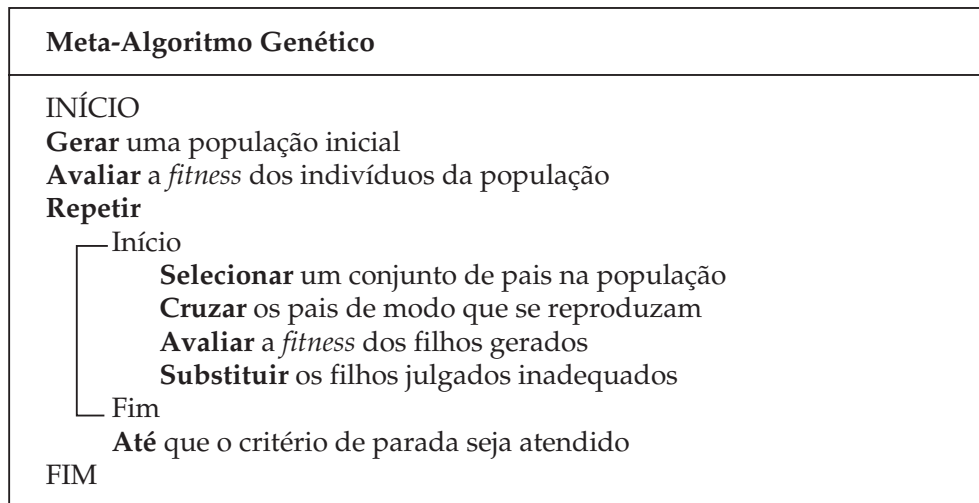 Meta-Algoritmo Genético
INÍCIO
Gerar uma população inicial
Avaliar a fitness dos indivíduos da população
Repetir
Início
Selecionar um conjunto de pais na população
Cruzar os pais de modo que se reproduzam
Avaliar a fitness dos filhos gerados
Substituir os filhos julgados inadequados
Fim
Até que o critério de parada seja atendido
FIM